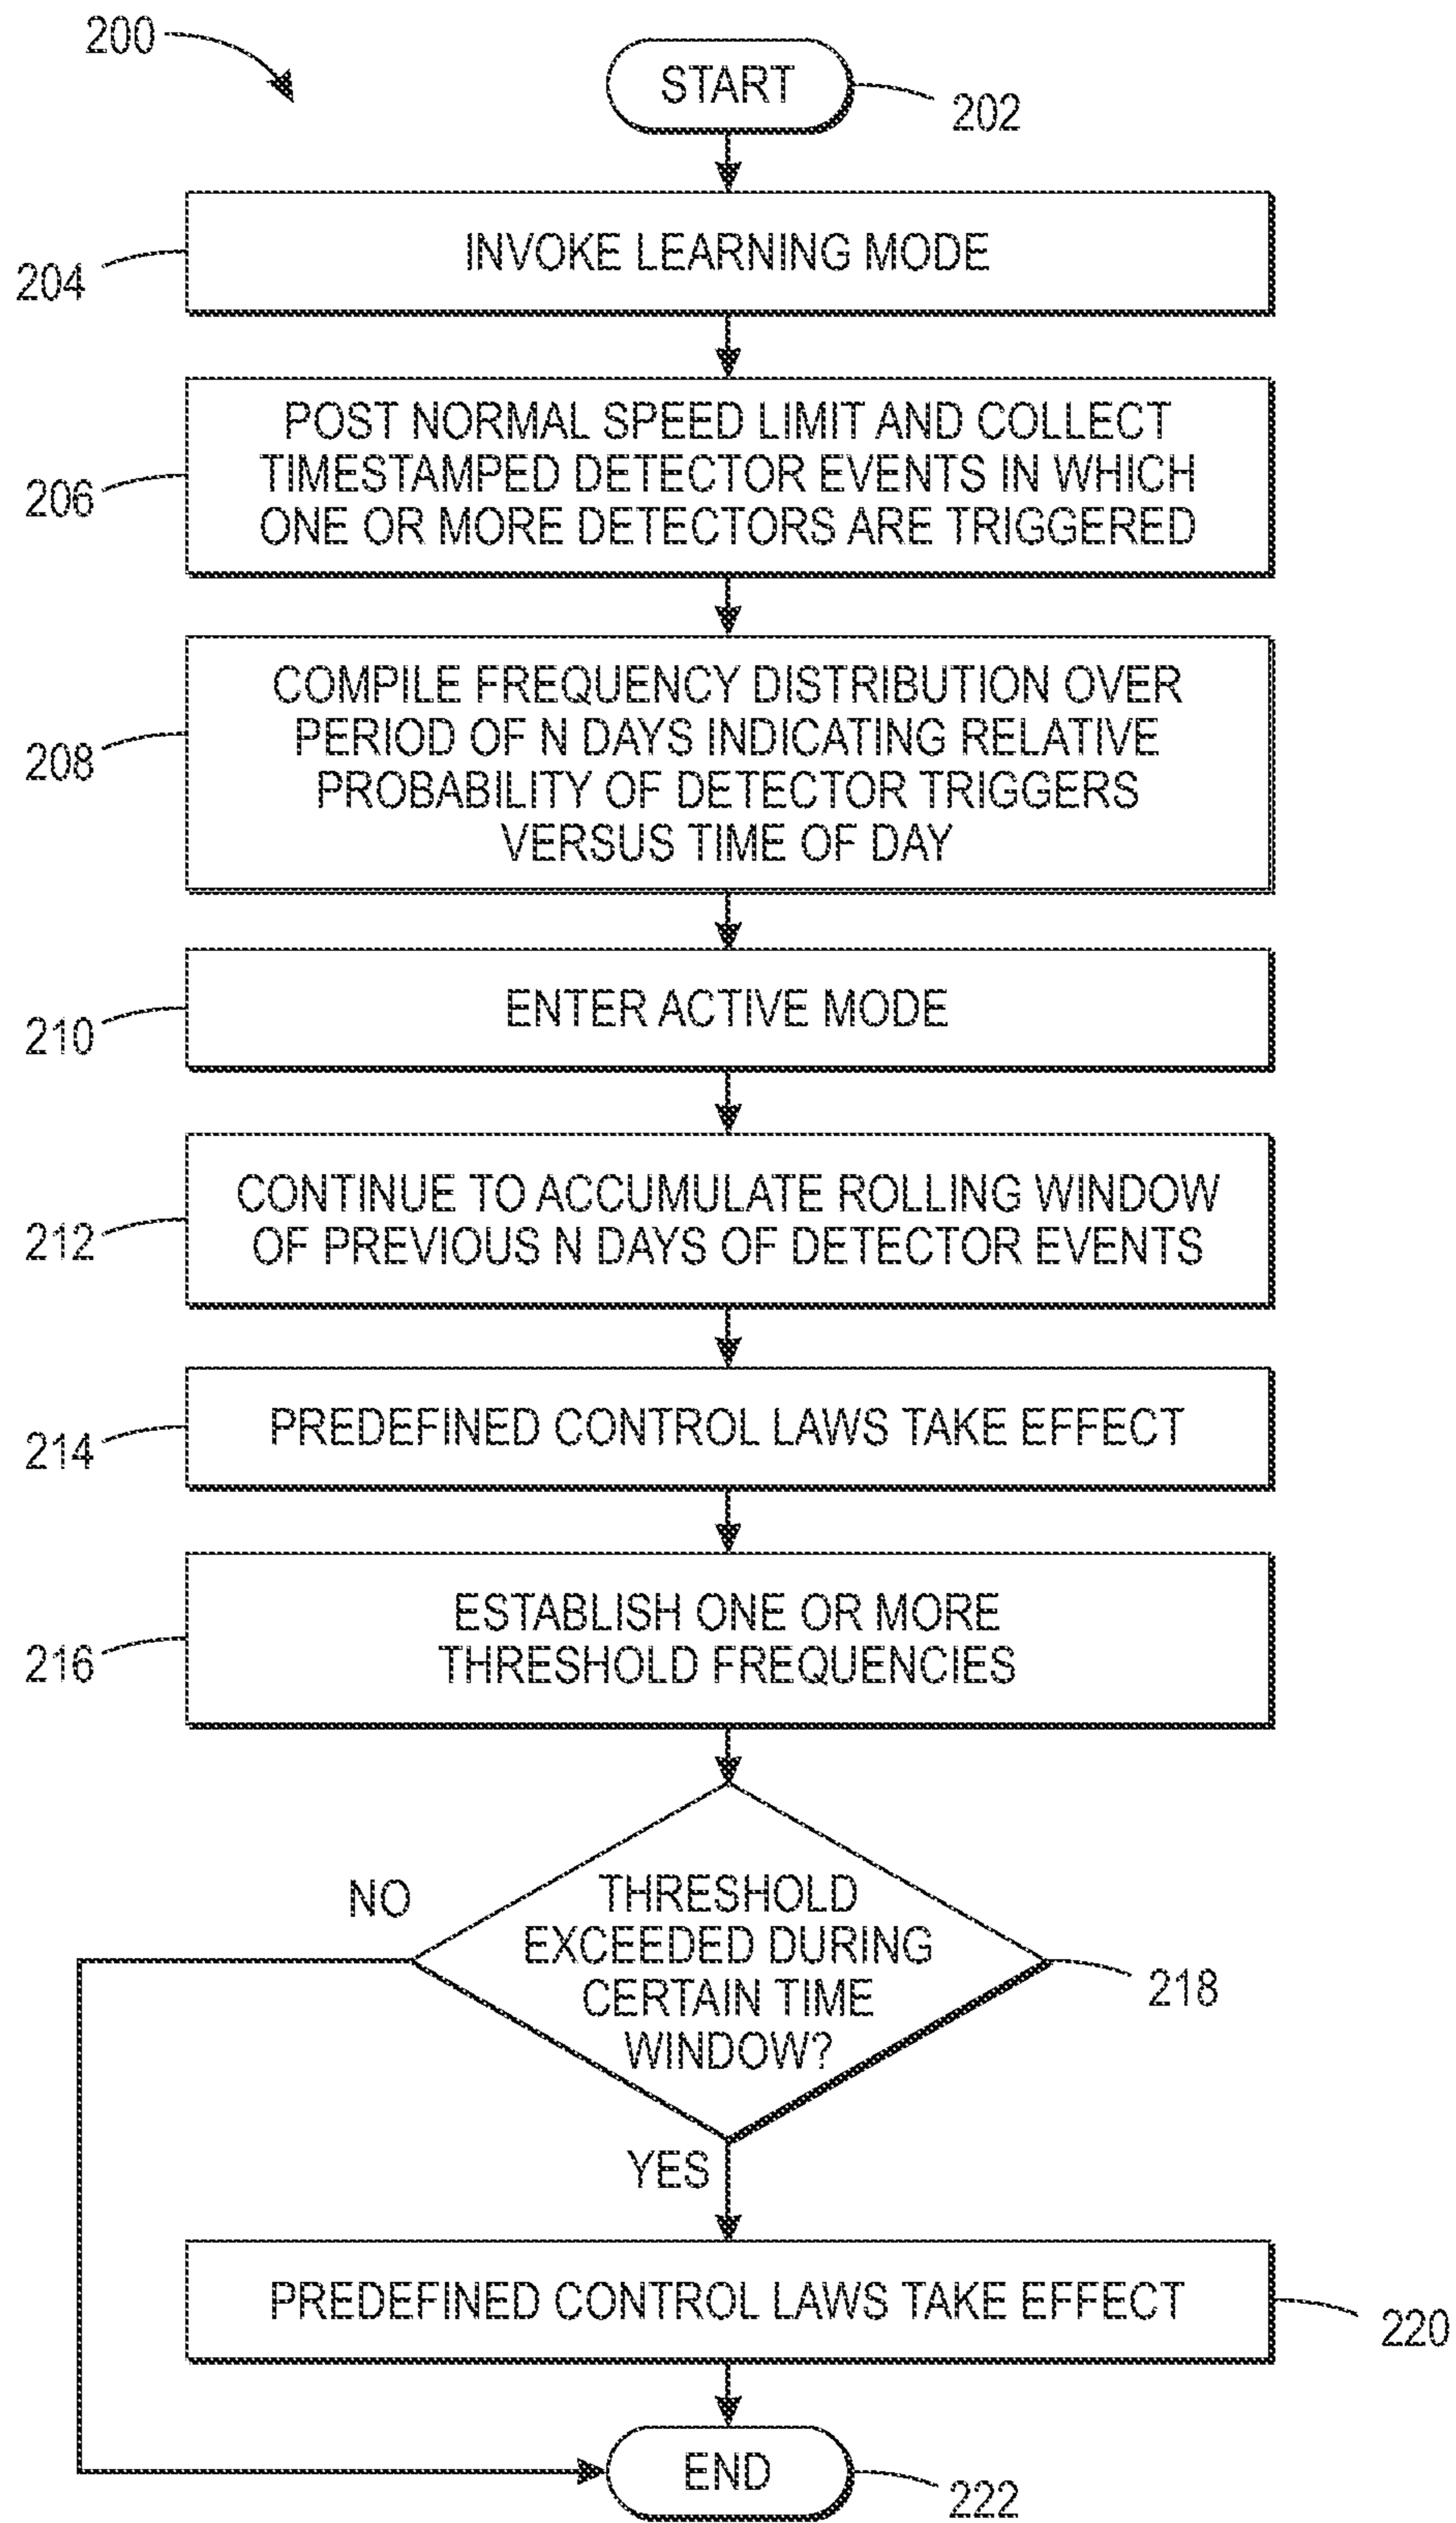 200
START
202
INVOKE LEARNING MODE
204
POST NORMAL SPEED LIMIT AND COLLECT
TIMESTAMPED DETECTOR EVENTS IN WHICH
ONE OR MORE DETECTORS ARE TRIGGERED
206
COMPILE FREQUENCY DISTRIBUTION OVER
PERIOD OF N DAYS INDICATING RELATIVE
PROBABILITY OF DETECTOR TRIGGERS
VERSUS TIME OF DAY
208
ENTER ACTIVE MODE
210
CONTINUE TO ACCUMULATE ROLLING WINDOW
OF PREVIOUS N DAYS OF DETECTOR EVENTS
212
PREDEFINED CONTROL LAWS TAKE EFFECT
214
ESTABLISH ONE OR MORE
THRESHOLD FREQUENCIES
216
NO
THRESHOLD
EXCEEDED DURING
CERTAIN TIME
WINDOW?
218
YES
PREDEFINED CONTROL LAWS TAKE EFFECT
220
END
222